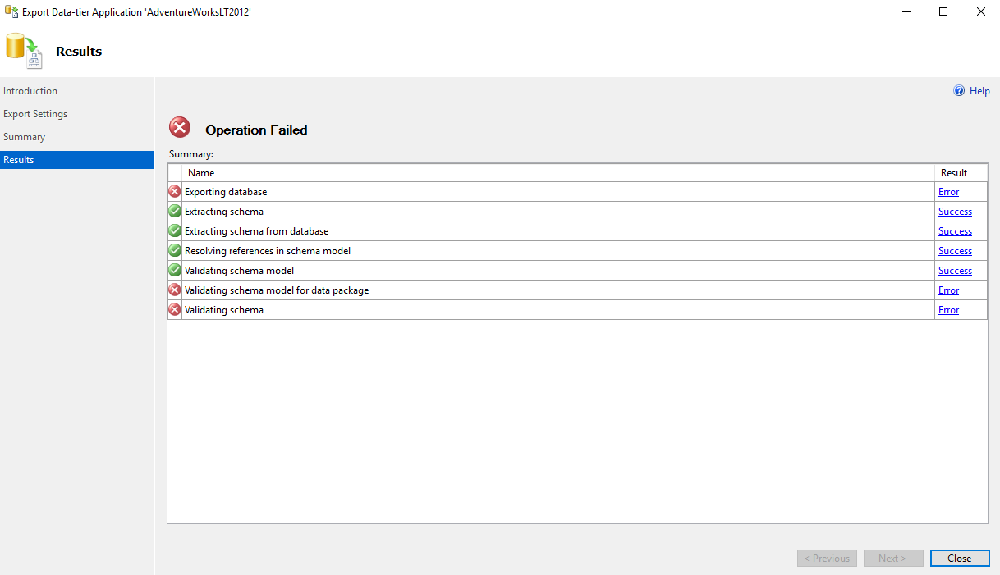 Export Data-tier Application 'AdventureWorksLT2012'
Results
Introduction
Export Settings
Summary
Results
Help
Operation Failed
Summary:
Name Result
Exporting database Error
Extracting schema Success
Extracting schema from database Success
Resolving references in schema model Success
Validating schema model Success
Validating schema model for data package Error
Validating schema Error
< Previous Next > Close